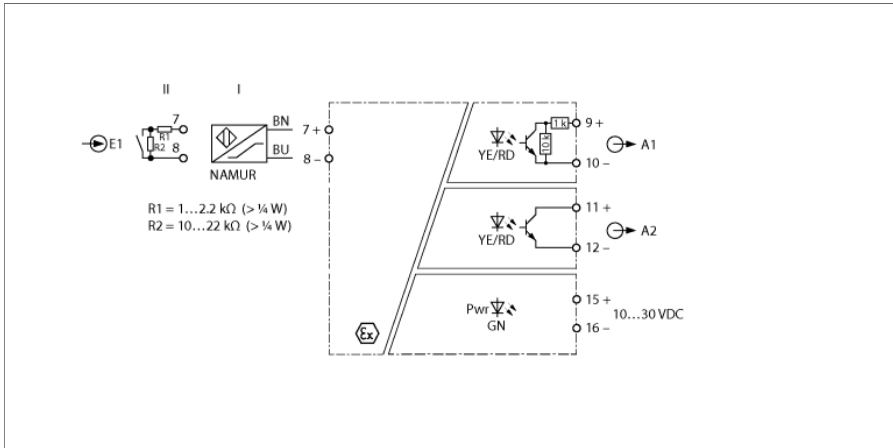 II
I
E1
7
R1
R2
8
BN
BU
NAMUR
7 +
8 –
R1 = 1…2.2 kΩ (> ¼ W)
R2 = 10…22 kΩ (> ¼ W)
Ex
YE/RD
1 k
10 k
9 +
10 –
A1
YE/RD
11 +
12 –
A2
Pwr
GN
15 +
16 –
10…30 VDC